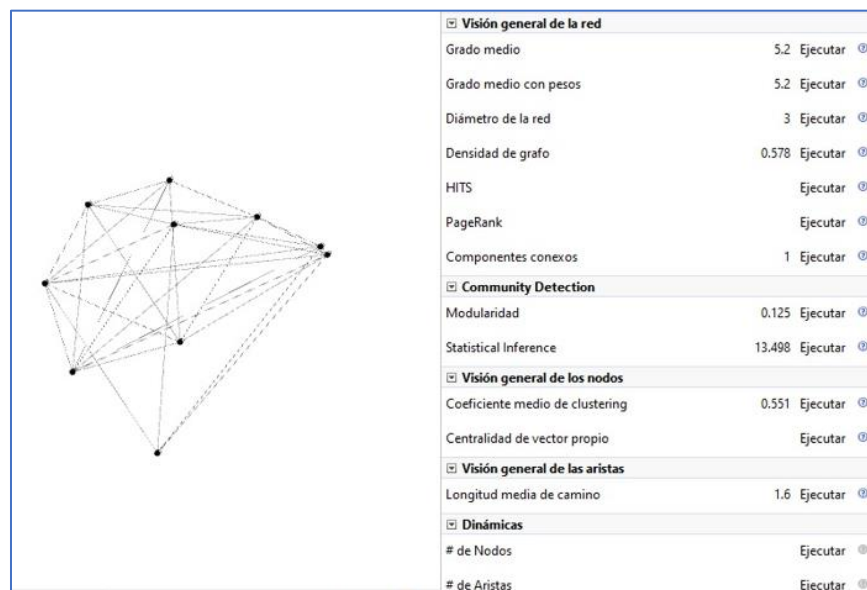 Visión general de la red
Grado medio 5.2 Ejecutar
Grado medio con pesos 5.2 Ejecutar
Diámetro de la red 3 Ejecutar
Densidad de grafo 0.578 Ejecutar
HITS Ejecutar
PageRank Ejecutar
Componentes conexos 1 Ejecutar
Community Detection
Modularidad 0.125 Ejecutar
Statistical Inference 13.498 Ejecutar
Visión general de los nodos
Coeficiente medio de clustering 0.551 Ejecutar
Centralidad de vector propio Ejecutar
Visión general de las aristas
Longitud media de camino 1.6 Ejecutar
Dinámicas
# de Nodos Ejecutar
# de Aristas Ejecutar